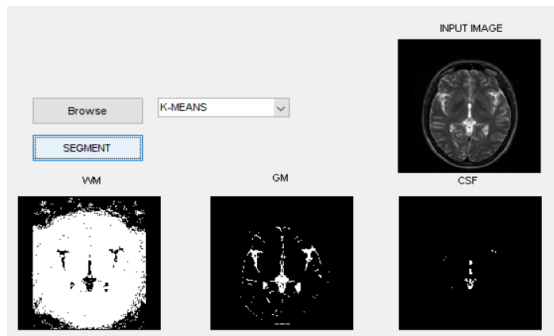 INPUT IMAGE
Browse
K-MEANS
SEGMENT
WM
GM
CSF